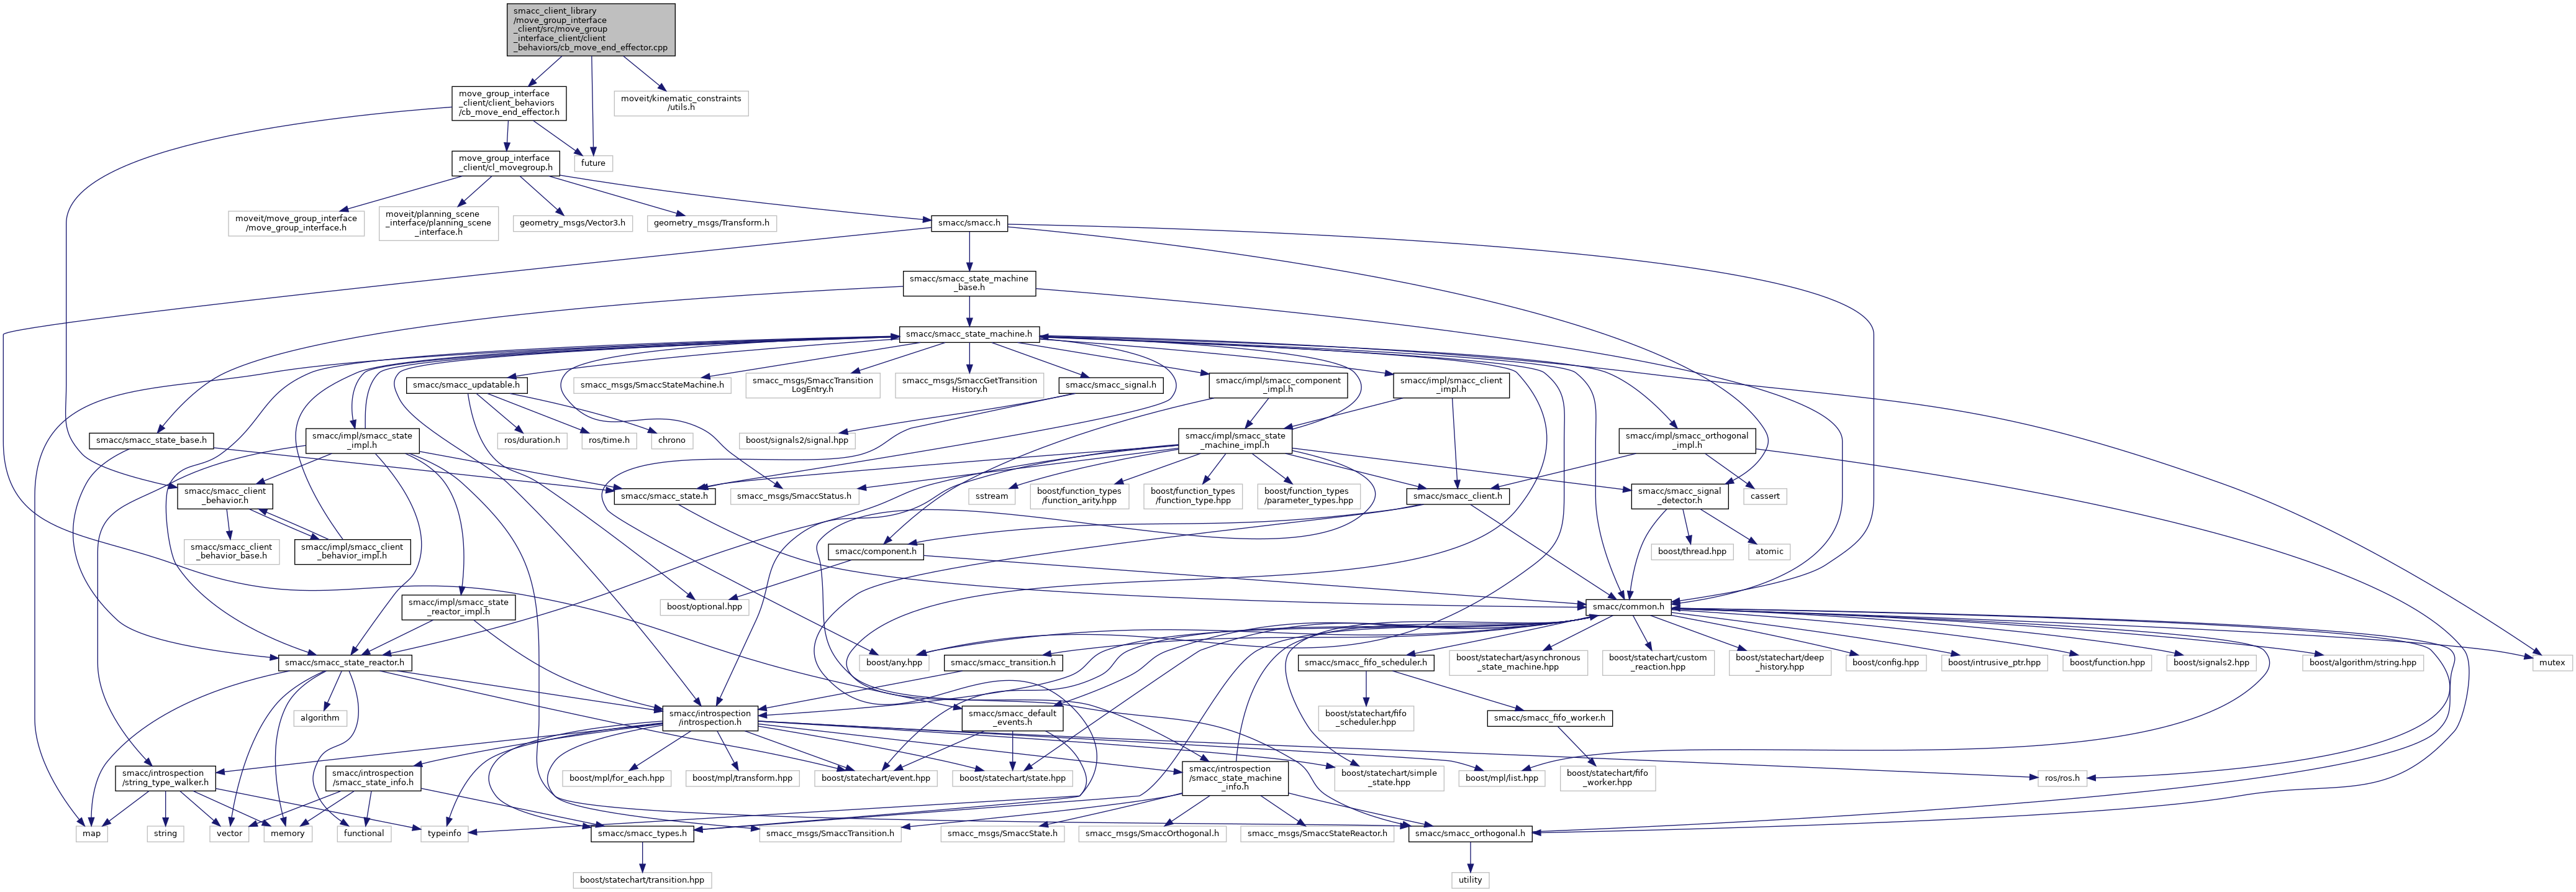 smacc_client_library
/move_group_interface
_client/src/move_group
_interface_client/client
_behaviors/cb_move_end_effector.cpp
move_group_interface
_client/client_behaviors
/cb_move_end_effector.h
moveit/kinematic_constraints
/utils.h
move_group_interface
_client/cl_movegroup.h
future
moveit/move_group_interface
/move_group_interface.h
moveit/planning_scene
_interface/planning_scene
_interface.h
geometry_msgs/Vector3.h
geometry_msgs/Transform.h
smacc/smacc.h
smacc/smacc_state_machine
_base.h
smacc/smacc_state_machine.h
smacc/smacc_updatable.h
smacc_msgs/SmaccStateMachine.h
smacc_msgs/SmaccTransition
LogEntry.h
smacc_msgs/SmaccGetTransition
History.h
smacc/smacc_signal.h
smacc/impl/smacc_component
_impl.h
smacc/impl/smacc_client
_impl.h
smacc/smacc_state_base.h
smacc/impl/smacc_state
_impl.h
ros/duration.h
ros/time.h
chrono
boost/signals2/signal.hpp
smacc/impl/smacc_state
_machine_impl.h
smacc/impl/smacc_orthogonal
_impl.h
smacc/smacc_client
_behavior.h
smacc/smacc_state.h
smacc_msgs/SmaccStatus.h
sstream
boost/function_types
/function_arity.hpp
boost/function_types
/function_type.hpp
boost/function_types
/parameter_types.hpp
smacc/smacc_client.h
smacc/smacc_signal
_detector.h
cassert
smacc/smacc_client
_behavior_base.h
smacc/impl/smacc_client
_behavior_impl.h
smacc/component.h
boost/thread.hpp
atomic
smacc/impl/smacc_state
_reactor_impl.h
boost/optional.hpp
smacc/common.h
smacc/smacc_state_reactor.h
boost/any.hpp
smacc/smacc_transition.h
smacc/smacc_fifo_scheduler.h
boost/statechart/asynchronous
_state_machine.hpp
boost/statechart/custom
_reaction.hpp
boost/statechart/deep
_history.hpp
boost/config.hpp
boost/intrusive_ptr.hpp
boost/function.hpp
boost/signals2.hpp
boost/algorithm/string.hpp
mutex
algorithm
smacc/introspection
/introspection.h
smacc/smacc_default
_events.h
boost/statechart/fifo
_scheduler.hpp
smacc/smacc_fifo_worker.h
smacc/introspection
/string_type_walker.h
smacc/introspection
/smacc_state_info.h
boost/mpl/for_each.hpp
boost/mpl/transform.hpp
boost/statechart/event.hpp
boost/statechart/state.hpp
smacc/introspection
/smacc_state_machine
_info.h
boost/statechart/simple
_state.hpp
boost/mpl/list.hpp
boost/statechart/fifo
_worker.hpp
ros/ros.h
map
string
vector
memory
functional
typeinfo
smacc/smacc_types.h
smacc_msgs/SmaccTransition.h
smacc_msgs/SmaccState.h
smacc_msgs/SmaccOrthogonal.h
smacc_msgs/SmaccStateReactor.h
smacc/smacc_orthogonal.h
boost/statechart/transition.hpp
utility